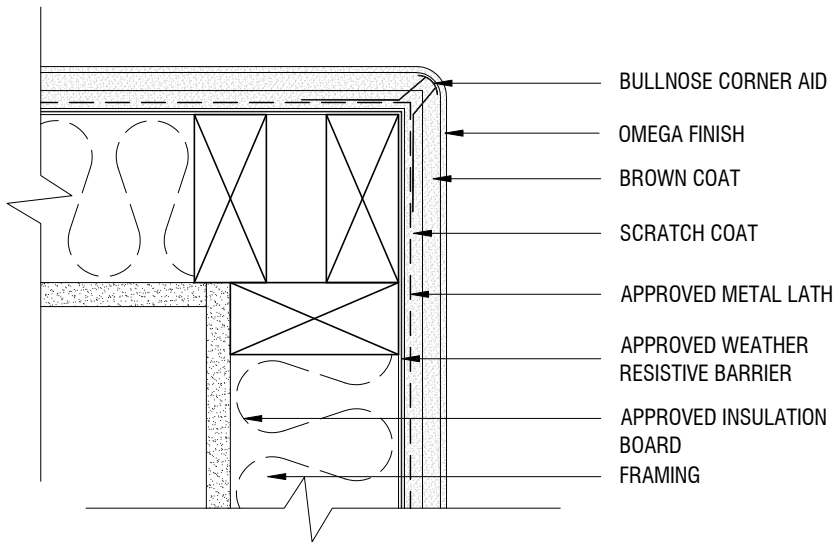 BULLNOSE CORNER AID
OMEGA FINISH
BROWN COAT
SCRATCH COAT
APPROVED METAL LATH
APPROVED WEATHER
RESISTIVE BARRIER
APPROVED INSULATION
BOARD
FRAMING